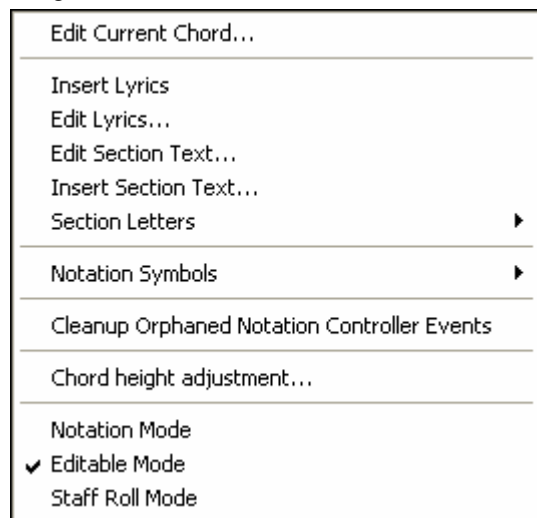 Edit Current Chord...
Insert Lyrics
Edit Lyrics...
Edit Section Text...
Insert Section Text...
Section Letters
Notation Symbols
Cleanup Orphaned Notation Controller Events
Chord height adjustment...
Notation Mode
Editable Mode
Staff Roll Mode